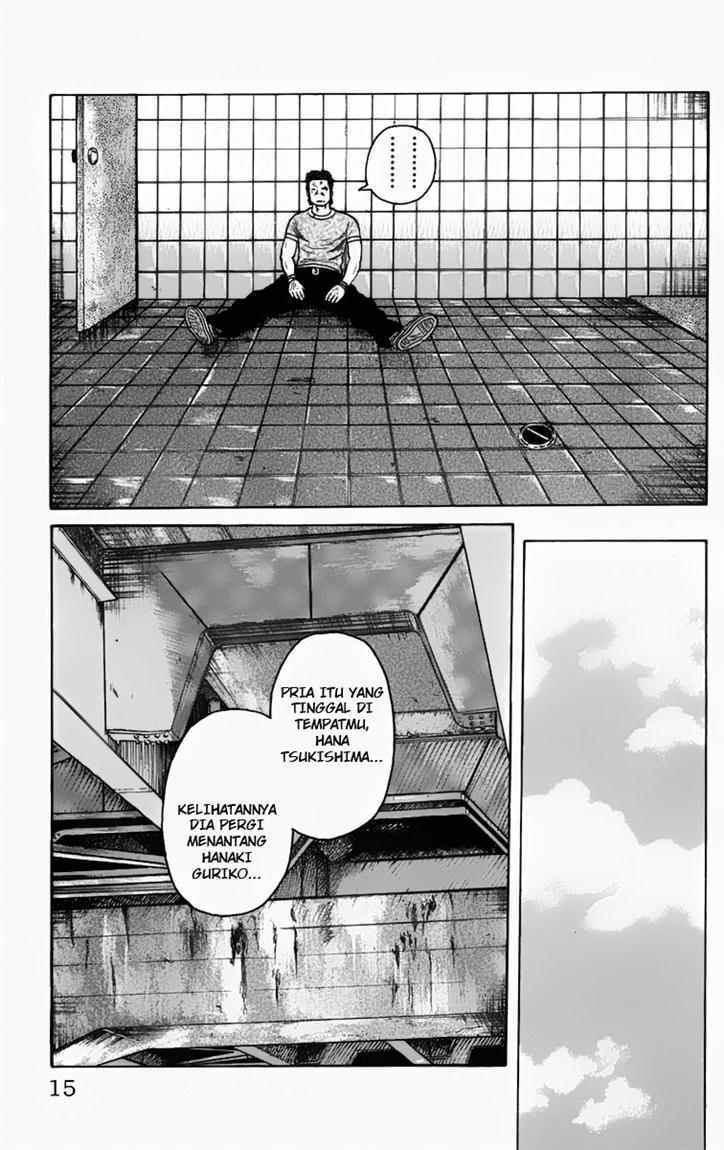 PRIA ITU YANG
TINGGAL DI
TEMPATMU,
HANA
TSUKISHIMA...
KELIHATANNYA
DIA PERGI
MENANTANG
HANAKI
GURIKO...
15